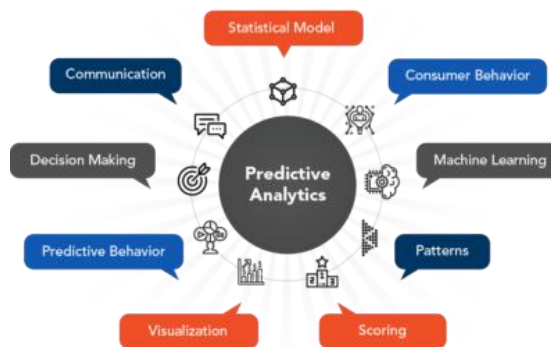 Statistical Model
Communication
Consumer Behavior
Decision Making
Predictive
Analytics
Machine Learning
Predictive Behavior
Patterns
Visualization
Scoring